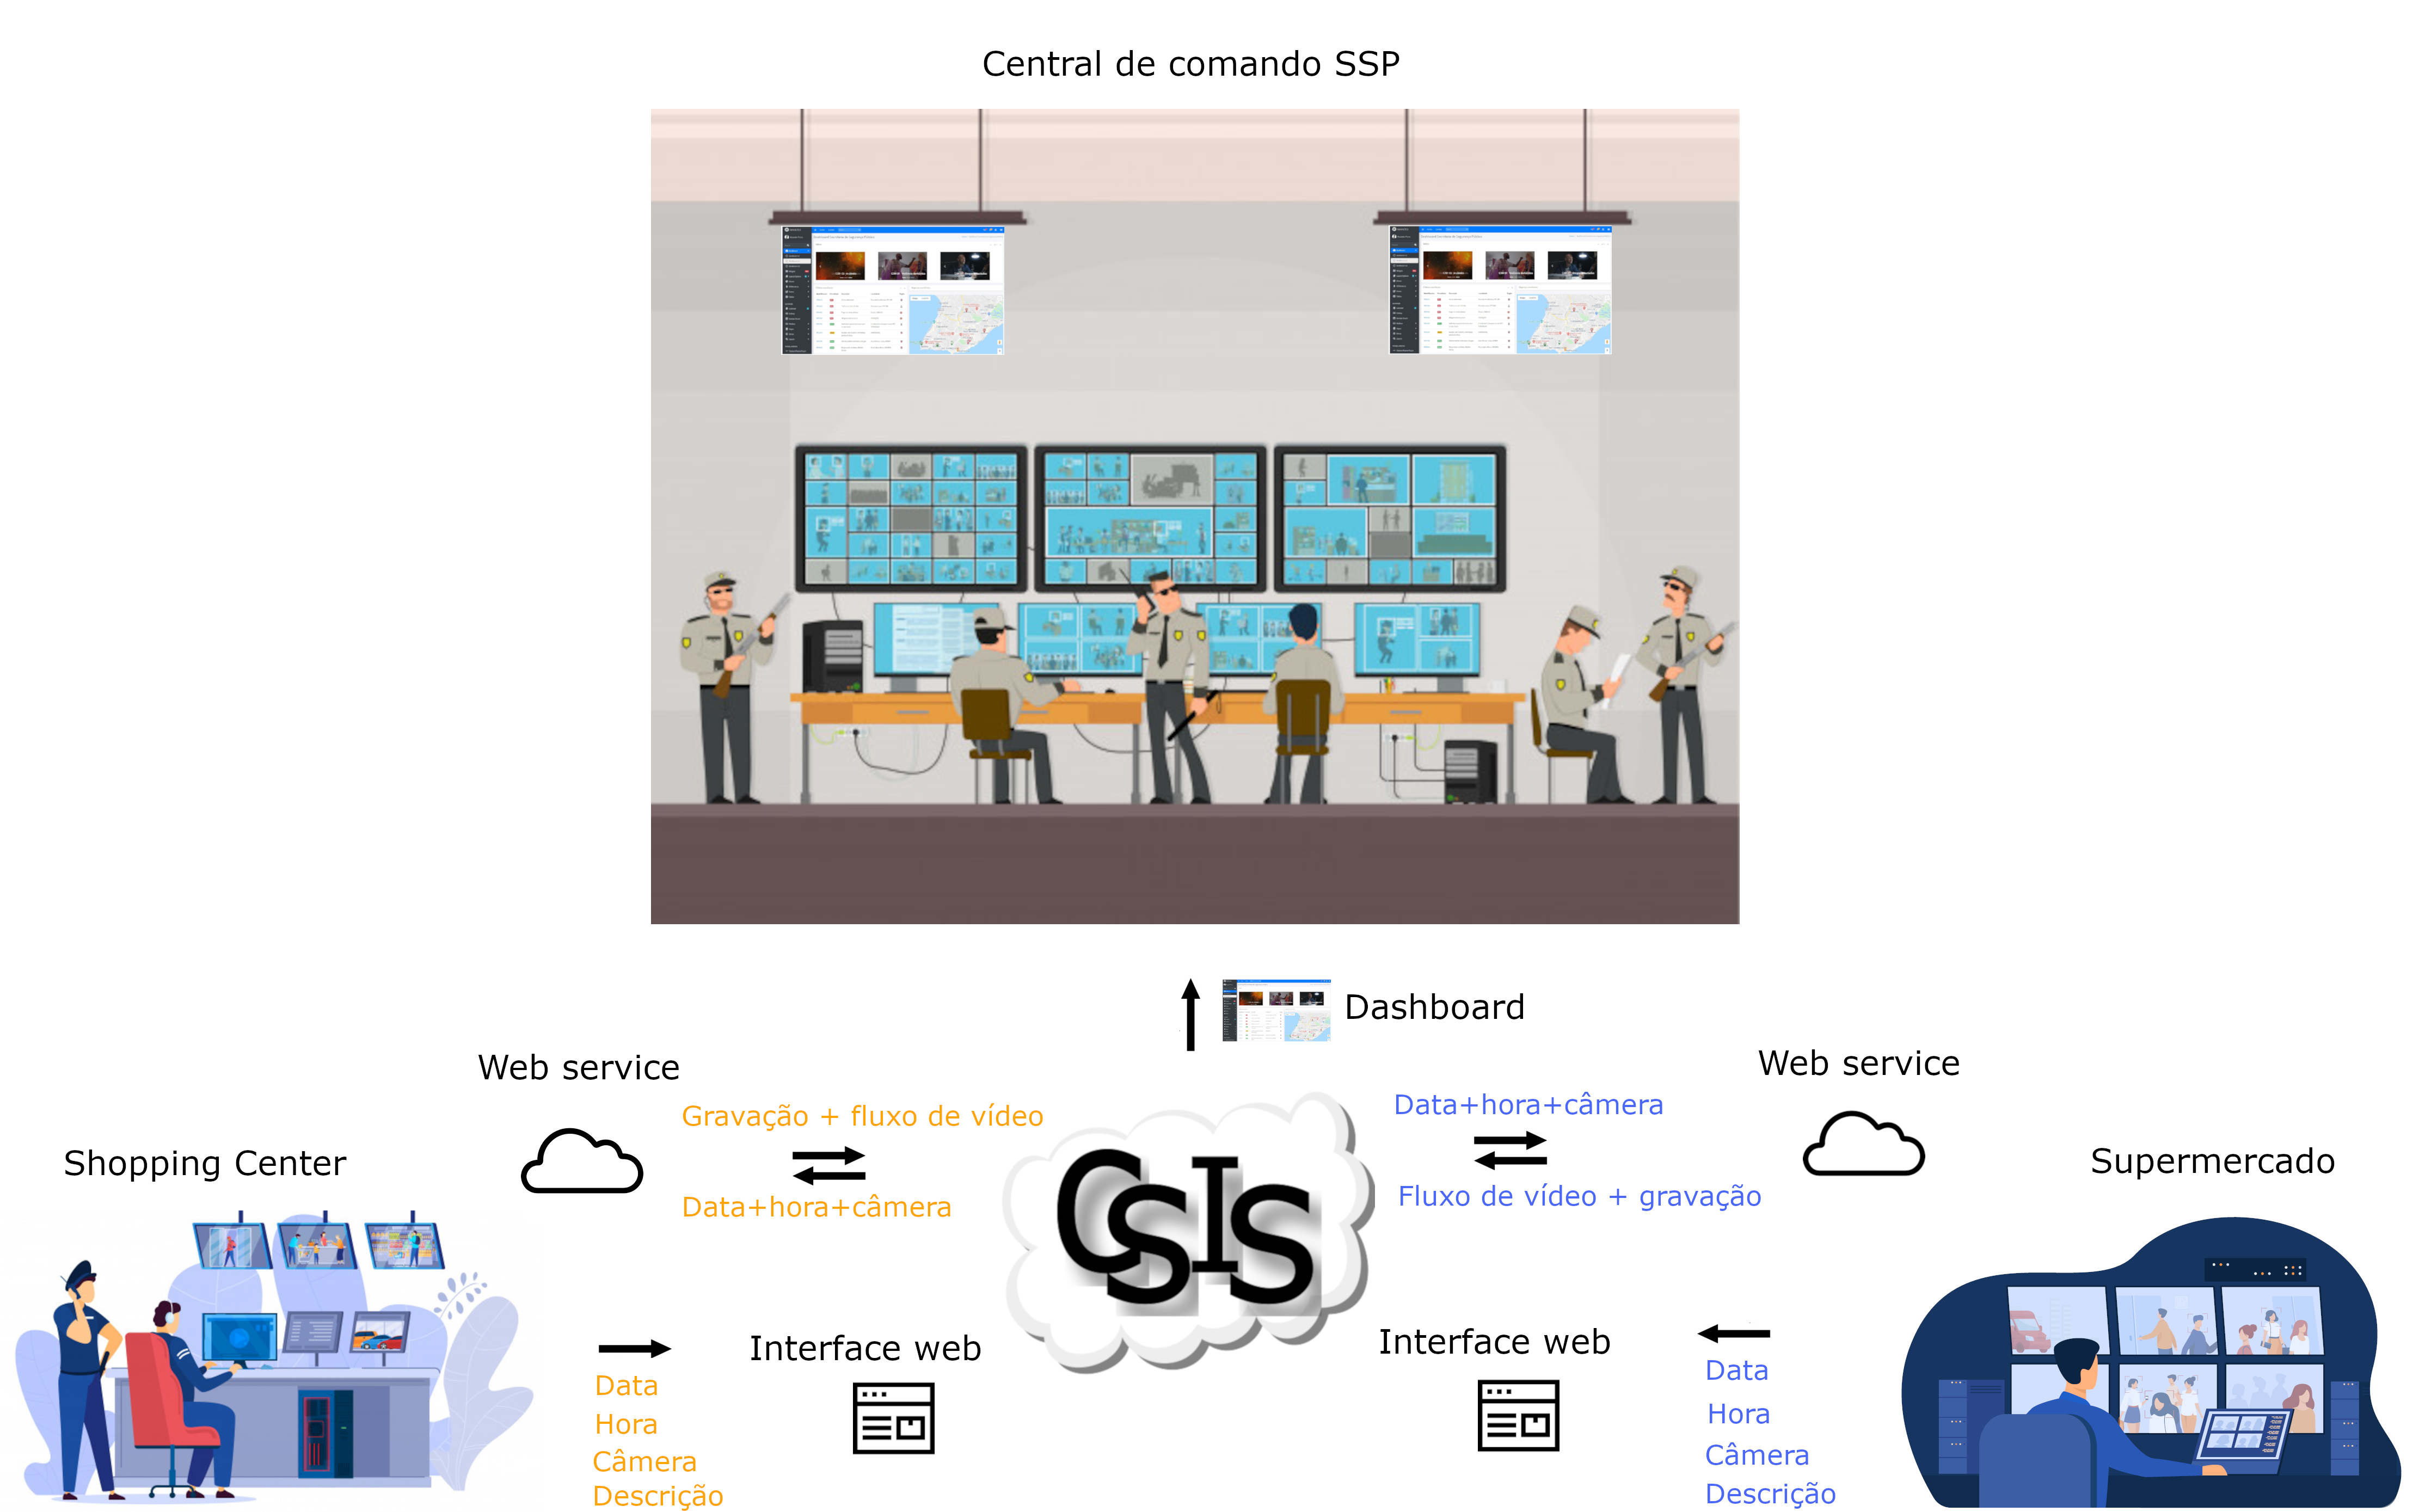 Central de comando SSP
Dashboard
Web service
Gravação + fluxo de vídeo
Data+hora+câmera
Shopping Center
Data+hora+câmera
Fluxo de vídeo + gravação
Web service
Supermercado
CSIS
Interface web
Data
Hora
Câmera
Descrição
Interface web
Data
Hora
Câmera
Descrição